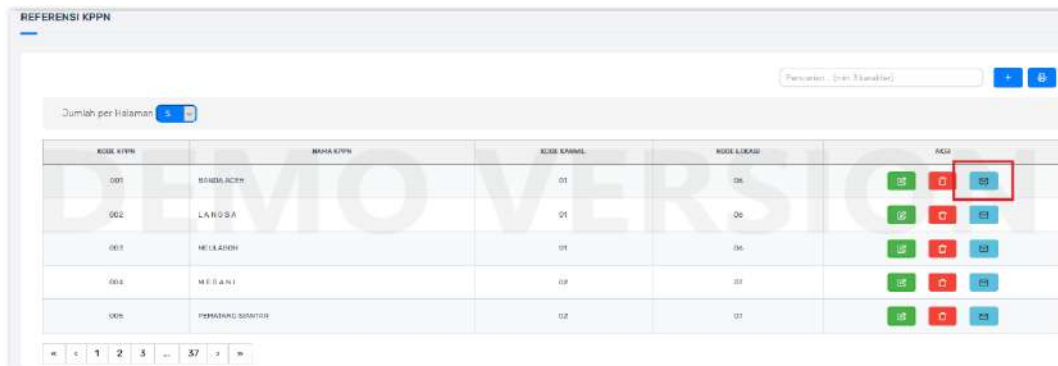 REFERENSI KPPN
Pencarian... (min. 3 karakter)
+
Jumlah per Halaman 5
KODE KPPN NAMA KPPN KODE KANWIL KODE LOKASI AKSI
001 BANDA ACEH 01 06
002 L A N G S A 01 06
003 MEULABOH 01 06
004 M E D A N I 02 07
005 PEMATANG SIANTAR 02 07
« ‹ 1 2 3 ... 37 › »
DEMO VERSION